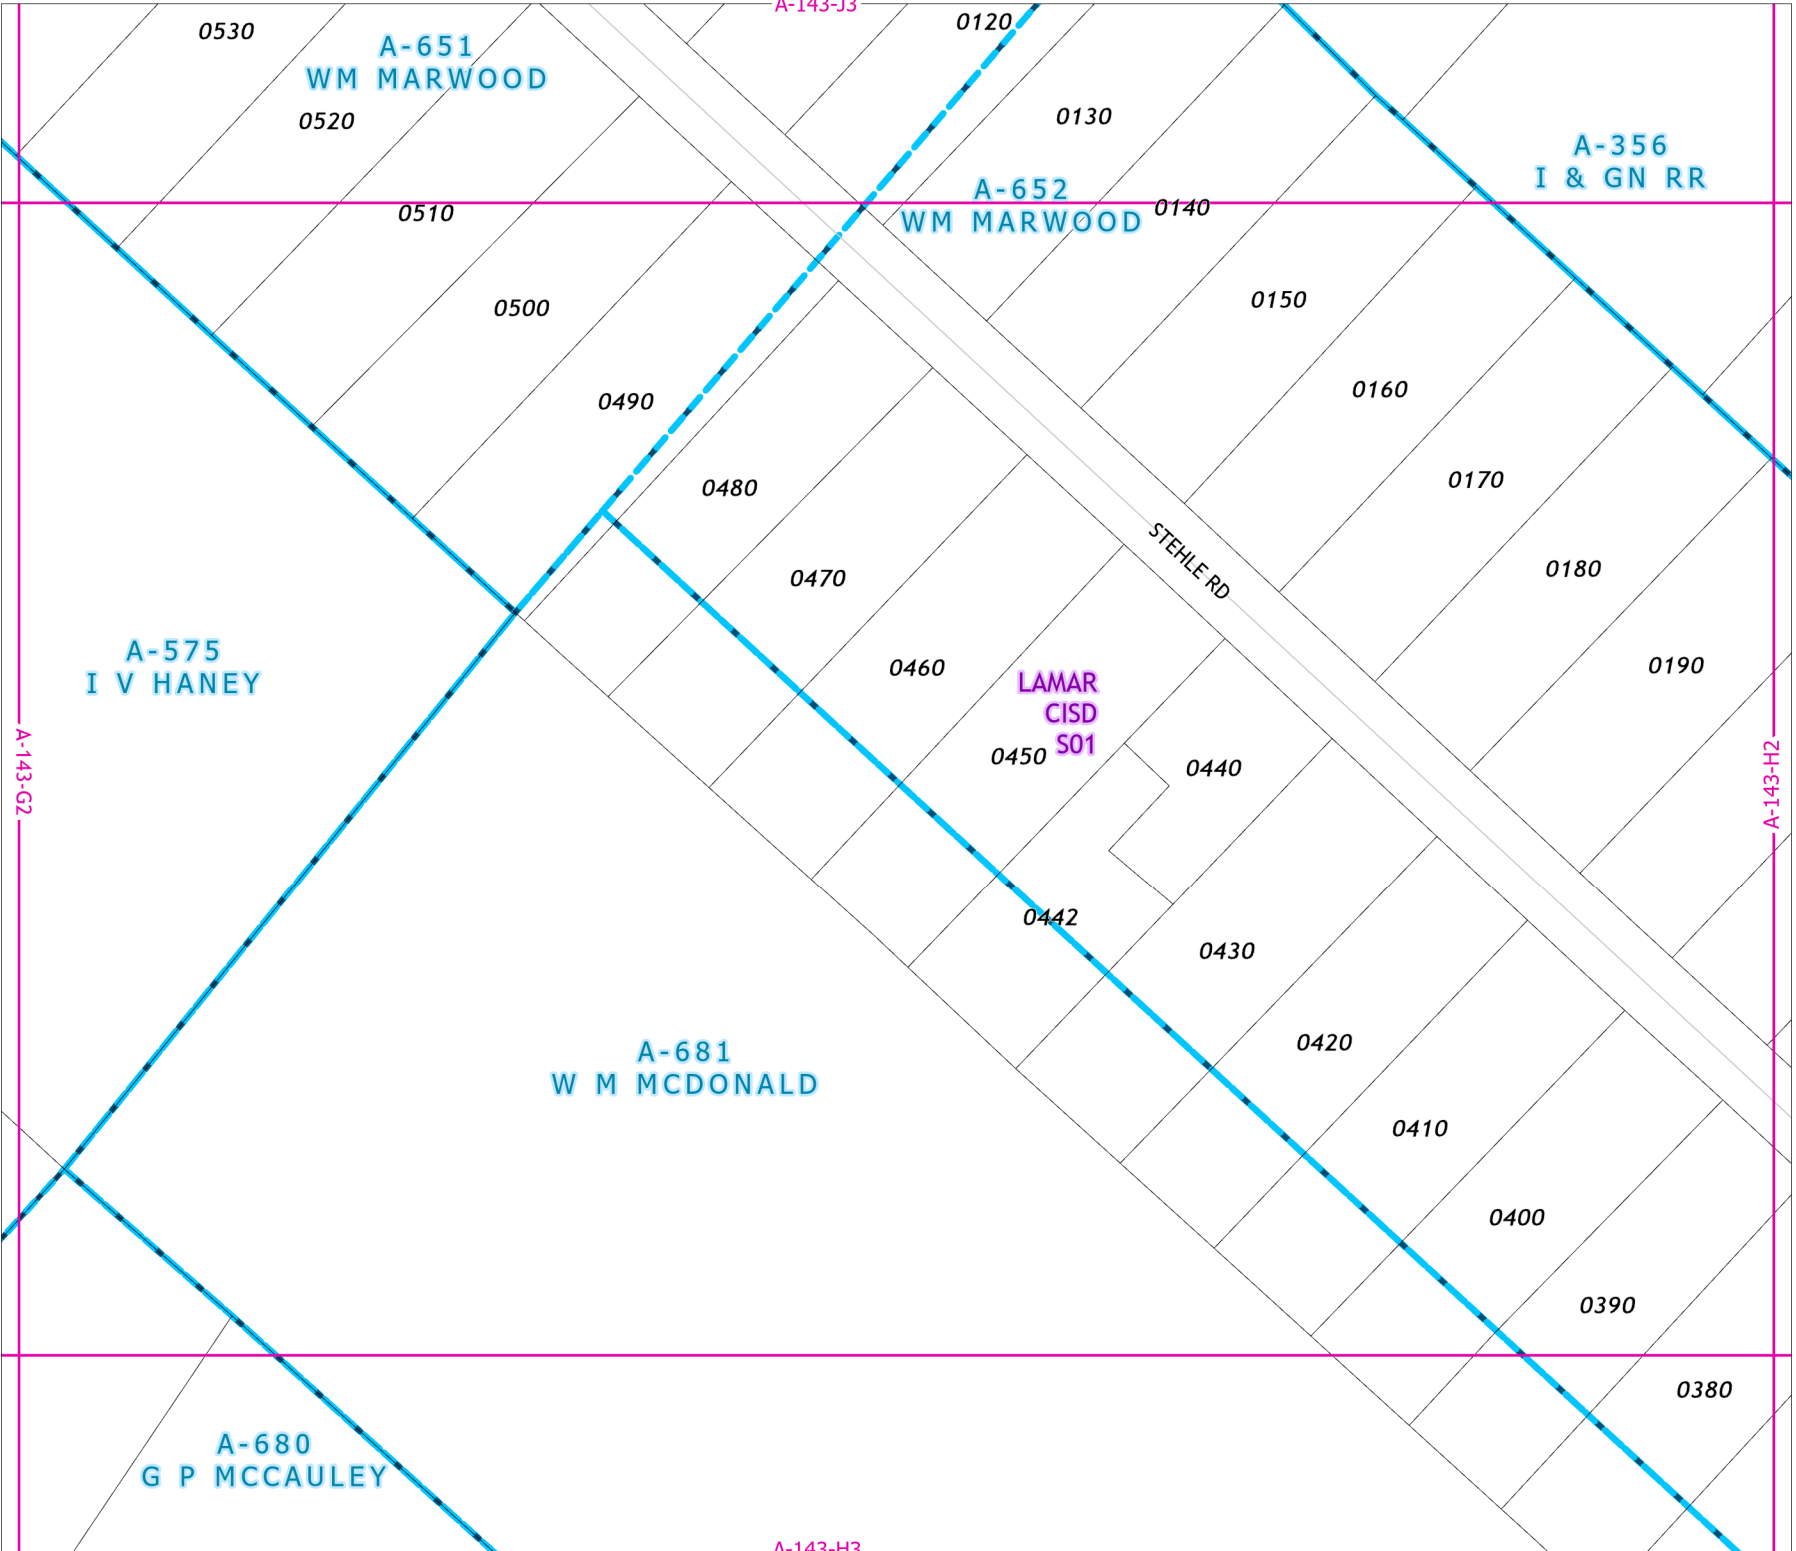 A-143-J3
0530
0120
A-651
WM MARWOOD
0520
0130
A-356
I & GN RR
A-652
WM MARWOOD
0140
0510
0500
0150
0490
0160
0480
0170
STEHLE RD
0470
0180
0460
0190
A-575
I V HANEY
LAMAR
CISD
S01
0450
0440
A-143-G2
A-143-H2
0442
0430
0420
A-681
W M MCDONALD
0410
0400
0390
0380
A-680
G P MCCAULEY
A-143-H3